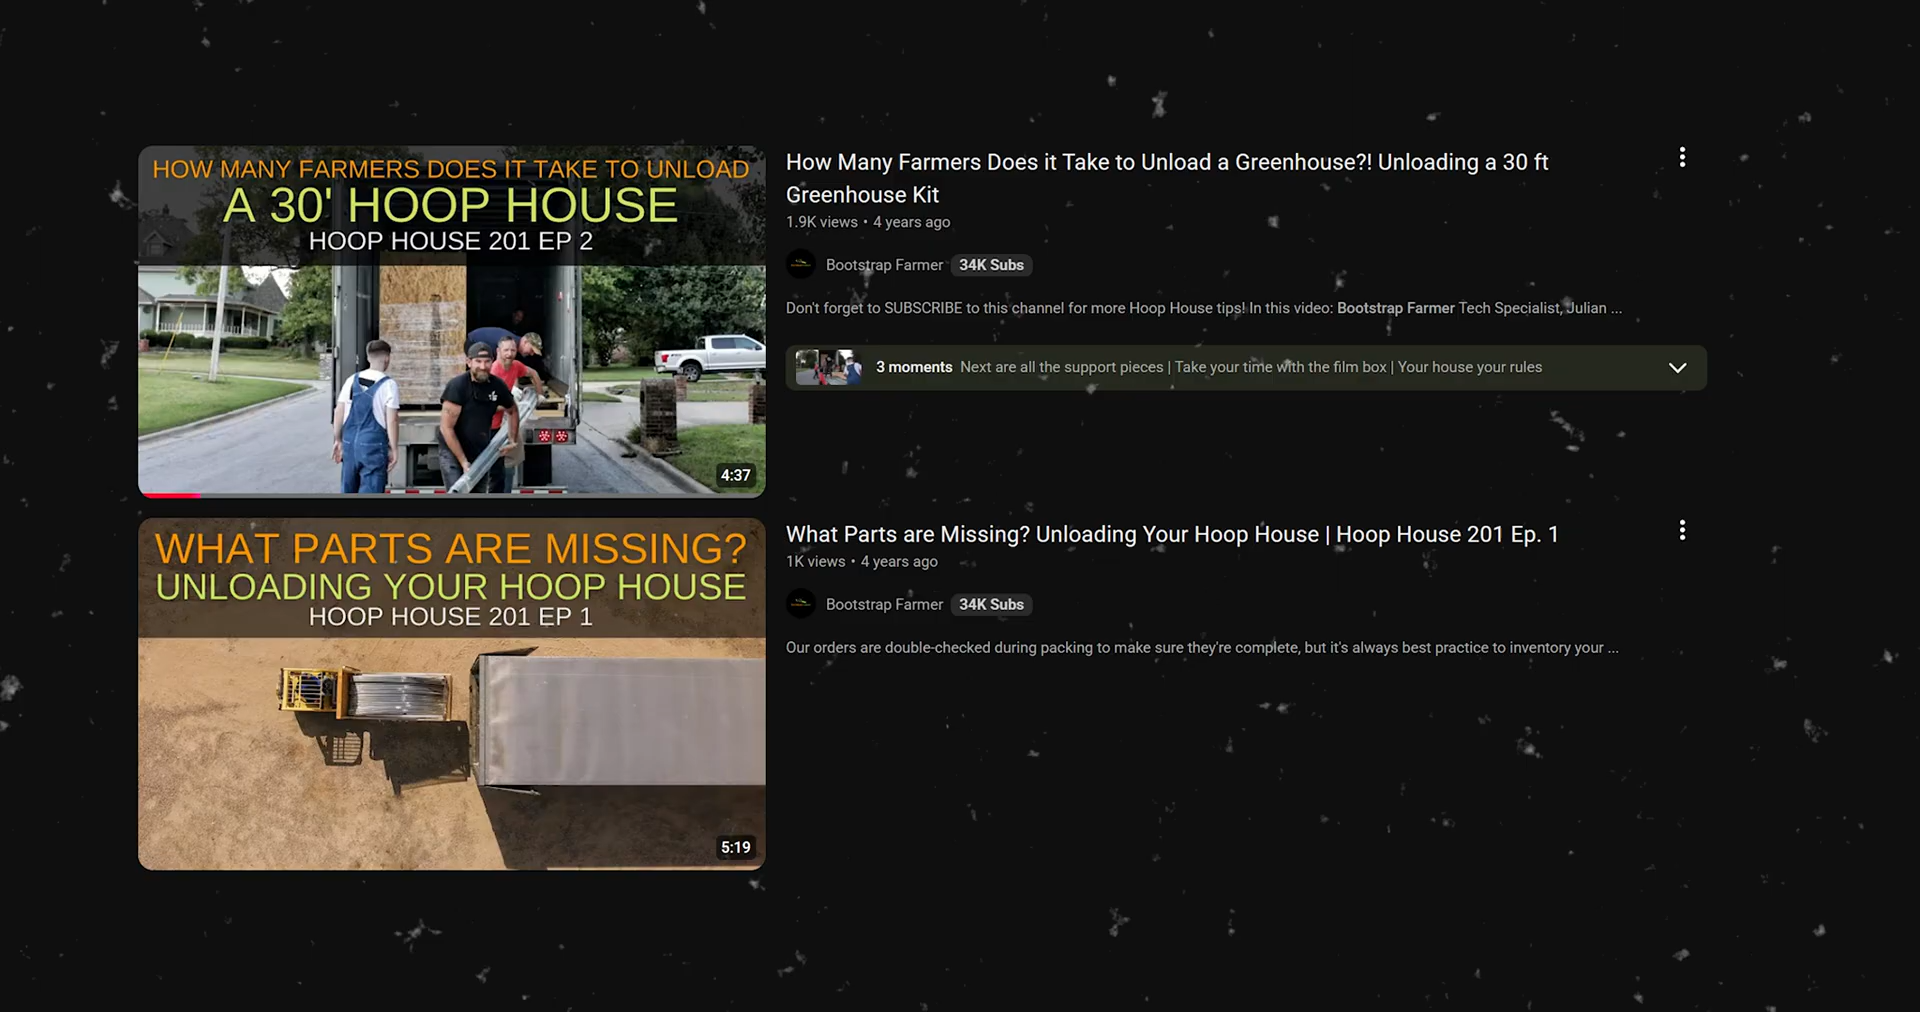 HOW MANY FARMERS DOES IT TAKE TO UNLOAD
A 30' HOOP HOUSE
HOOP HOUSE 201 EP 2
4:37
How Many Farmers Does it Take to Unload a Greenhouse?! Unloading a 30 ft
Greenhouse Kit
1.9K views • 4 years ago
Bootstrap Farmer 34K Subs
Don't forget to SUBSCRIBE to this channel for more Hoop House tips! In this video: Bootstrap Farmer Tech Specialist, Julian ...
3 moments Next are all the support pieces | Take your time with the film box | Your house your rules
WHAT PARTS ARE MISSING?
UNLOADING YOUR HOOP HOUSE
HOOP HOUSE 201 EP 1
5:19
What Parts are Missing? Unloading Your Hoop House | Hoop House 201 Ep. 1
1K views • 4 years ago
Bootstrap Farmer 34K Subs
Our orders are double-checked during packing to make sure they're complete, but it's always best practice to inventory your ...